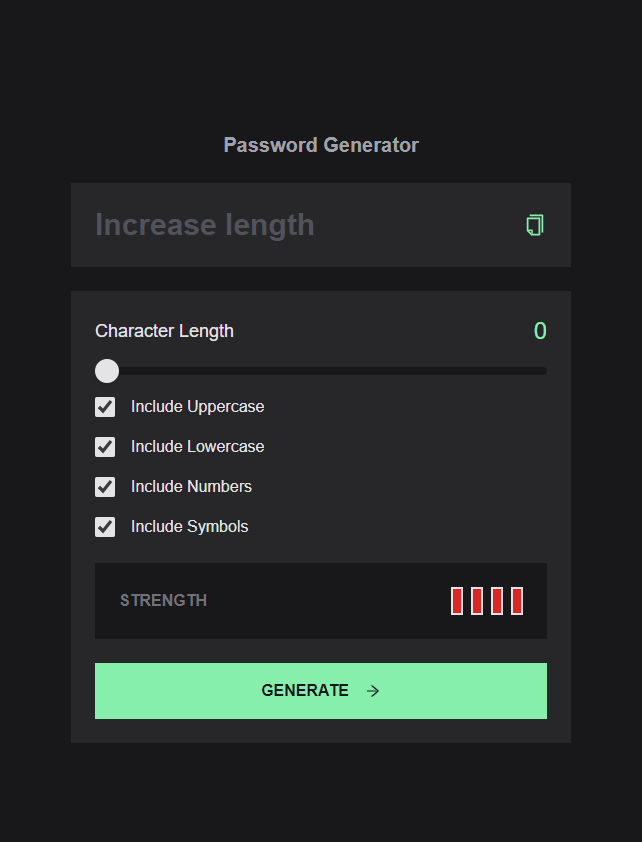 Password Generator
Increase length
Character Length 0
Include Uppercase
Include Lowercase
Include Numbers
Include Symbols
STRENGTH
GENERATE